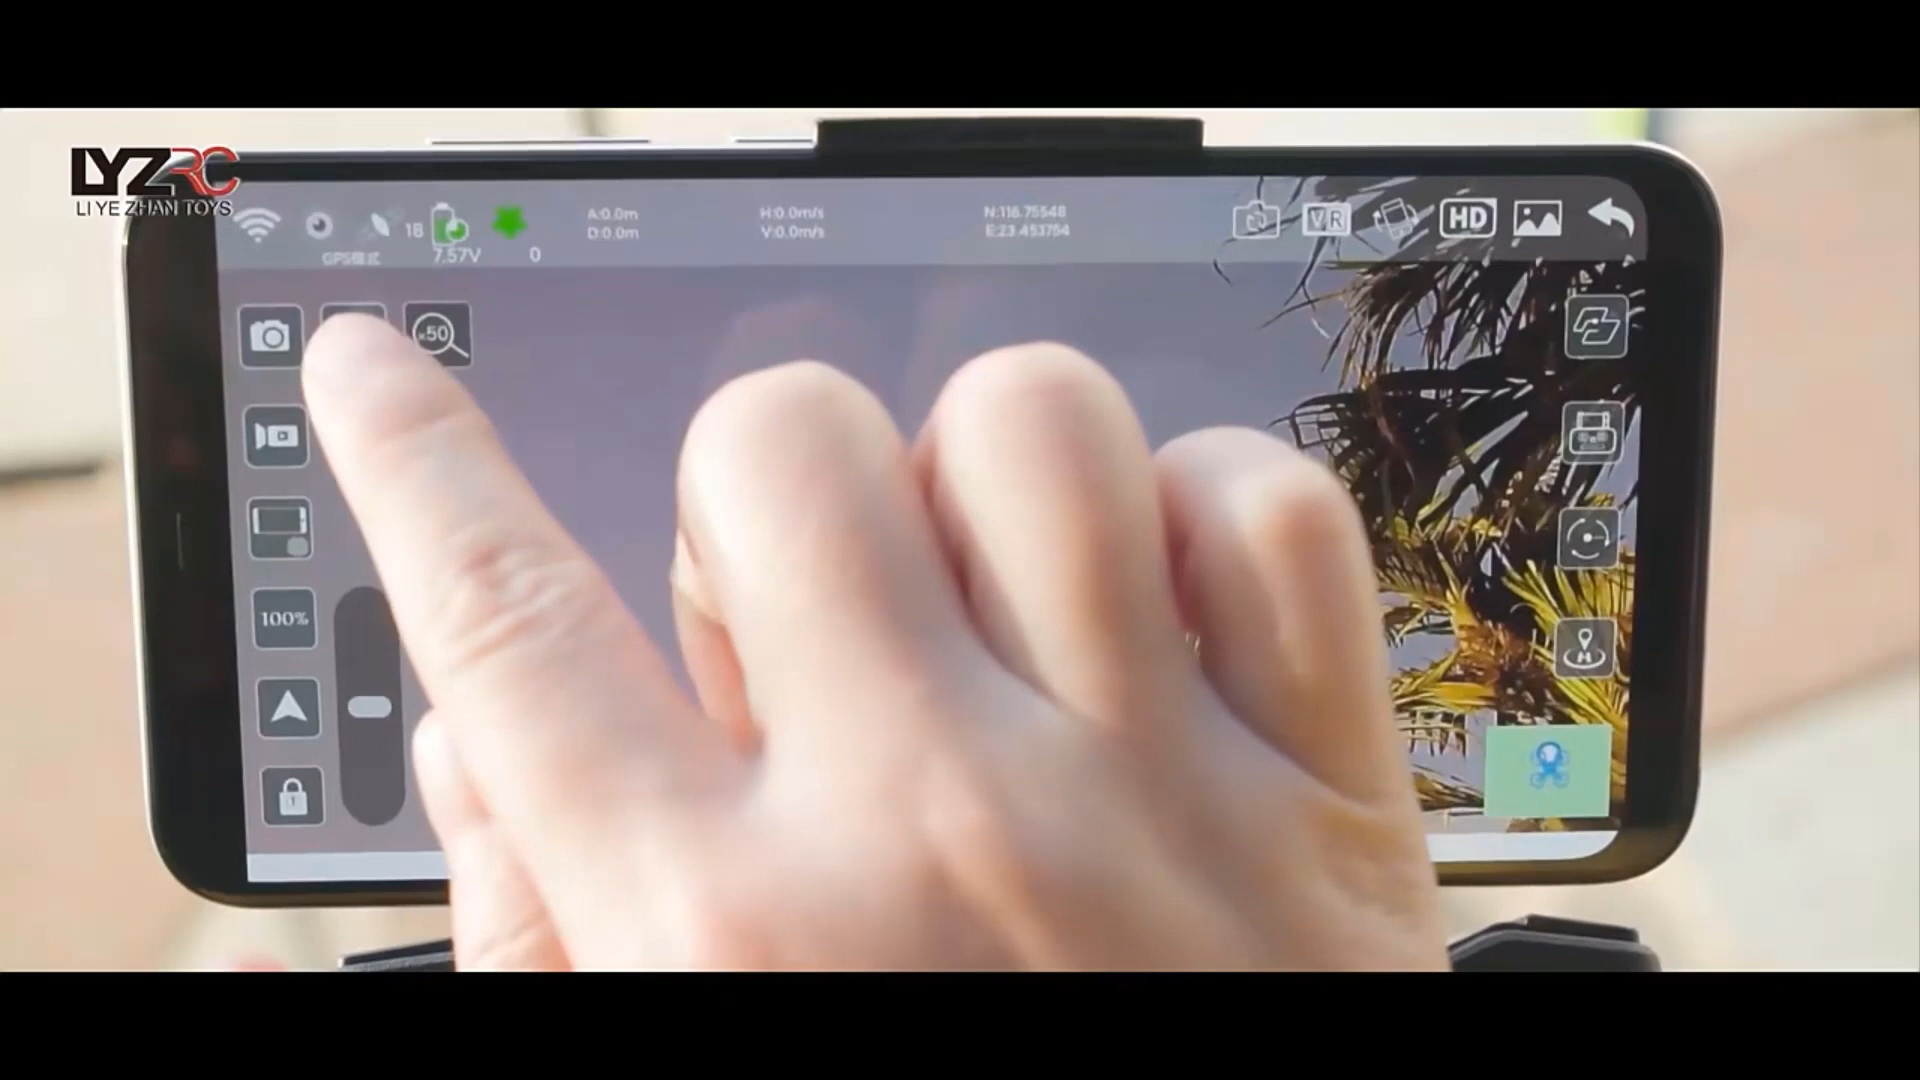 LYZRC
LI YE ZHAN TOYS
18
GPS模式
7.57V
0
A:0.0m
D:0.0m
H:0.0m/s
V:0.0m/s
N:116.75548
E:23.453754
VR
HD
x50
100%